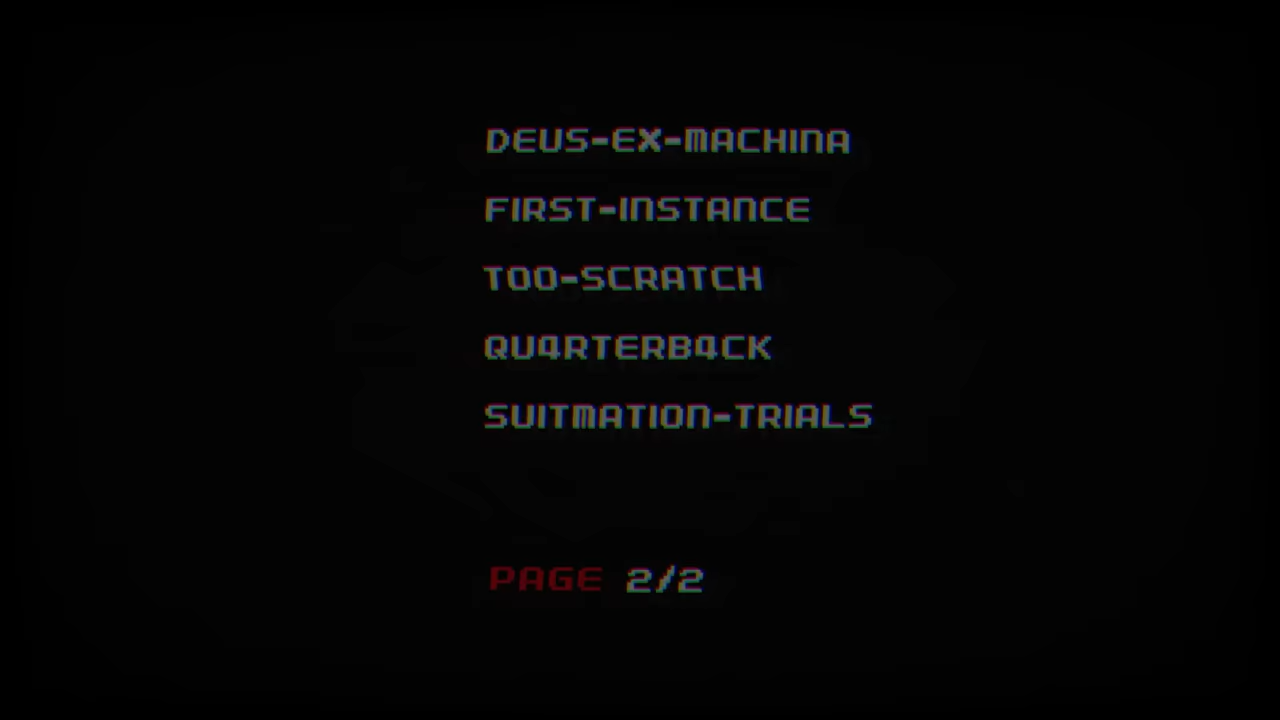 DEUS-EX-MACHINA
FIRST-INSTANCE
TOO-SCRATCH
QU4RTERB4CK
SUITMATION-TRIALS
PAGE 2/2